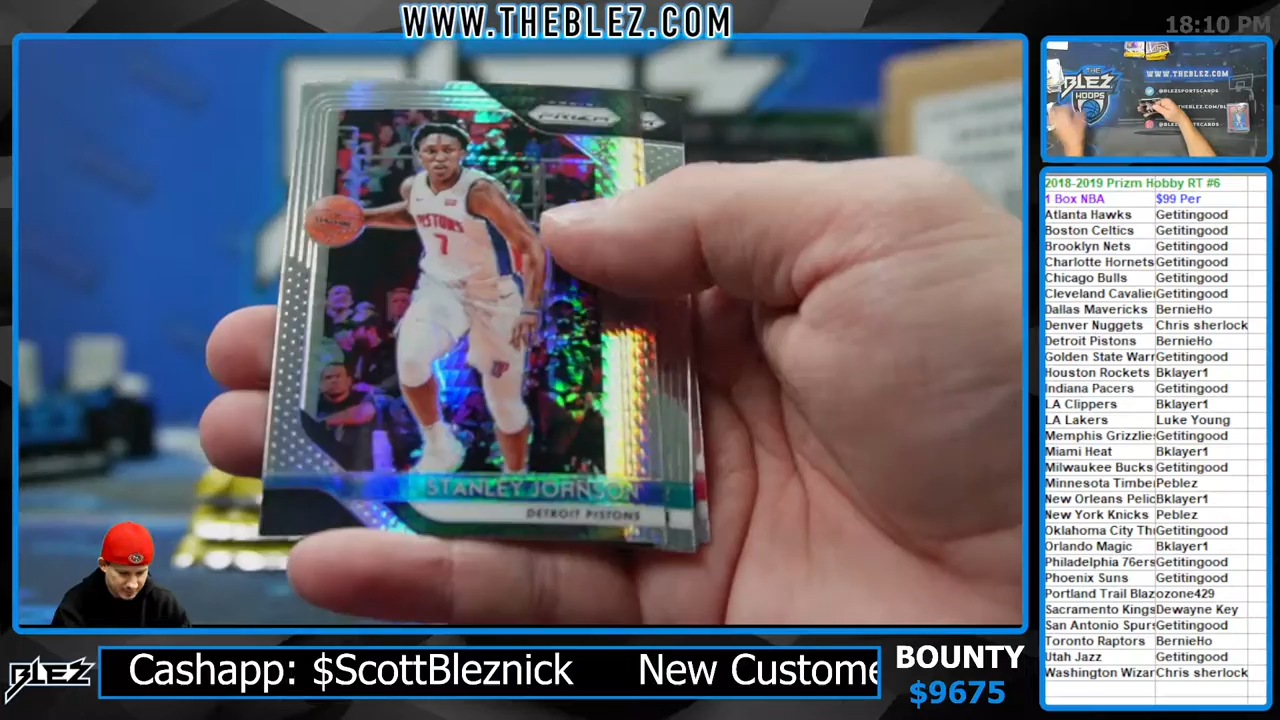 WWW.THEBLEZ.COM
18:10 PM
PRIZM
PISTONS
7
STANLEY JOHNSON
DETROIT PISTONS
THE
BLEZ
HOOPS
WWW.THEBLEZ.COM
@BLEZSPORTSCARDS
2018-2019 Prizm Hobby RT #6
1 Box NBA $99 Per
Atlanta Hawks Getitingood
Boston Celtics Getitingood
Brooklyn Nets Getitingood
Charlotte Hornets Getitingood
Chicago Bulls Getitingood
Cleveland Cavalie Getitingood
Dallas Mavericks BernieHo
Denver Nuggets Chris sherlock
Detroit Pistons BernieHo
Golden State Warr Getitingood
Houston Rockets Bklayer1
Indiana Pacers Getitingood
LA Clippers Bklayer1
LA Lakers Luke Young
Memphis Grizzlie Getitingood
Miami Heat Bklayer1
Milwaukee Bucks Getitingood
Minnesota Timbe Peblez
New Orleans Pelic Bklayer1
New York Knicks Peblez
Oklahoma City Th Getitingood
Orlando Magic Bklayer1
Philadelphia 76ers Getitingood
Phoenix Suns Getitingood
Portland Trail Blaz ozone429
Sacramento Kings Dewayne Key
San Antonio Spurs Getitingood
Toronto Raptors BernieHo
Utah Jazz Getitingood
Washington Wizar Chris sherlock
BLEZ
Cashapp: $ScottBleznick New Custome
BOUNTY
$9675